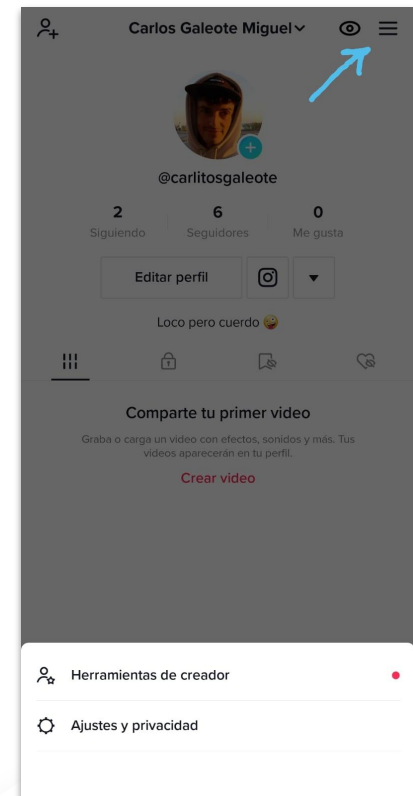 Carlos Galeote Miguel
@carlitosgaleote
2 6 0
Siguiendo Seguidores Me gusta
Editar perfil
Loco pero cuerdo 🤪
Comparte tu primer video
Graba o carga un video con efectos, sonidos y más. Tus
videos aparecerán en tu perfil.
Crear video
Herramientas de creador
Ajustes y privacidad